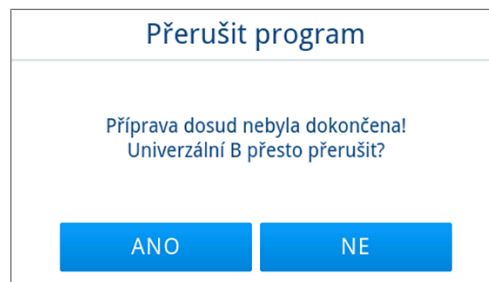 Přerušit program
Příprava dosud nebyla dokončena!
Univerzální B přesto přerušit?
ANO
NE